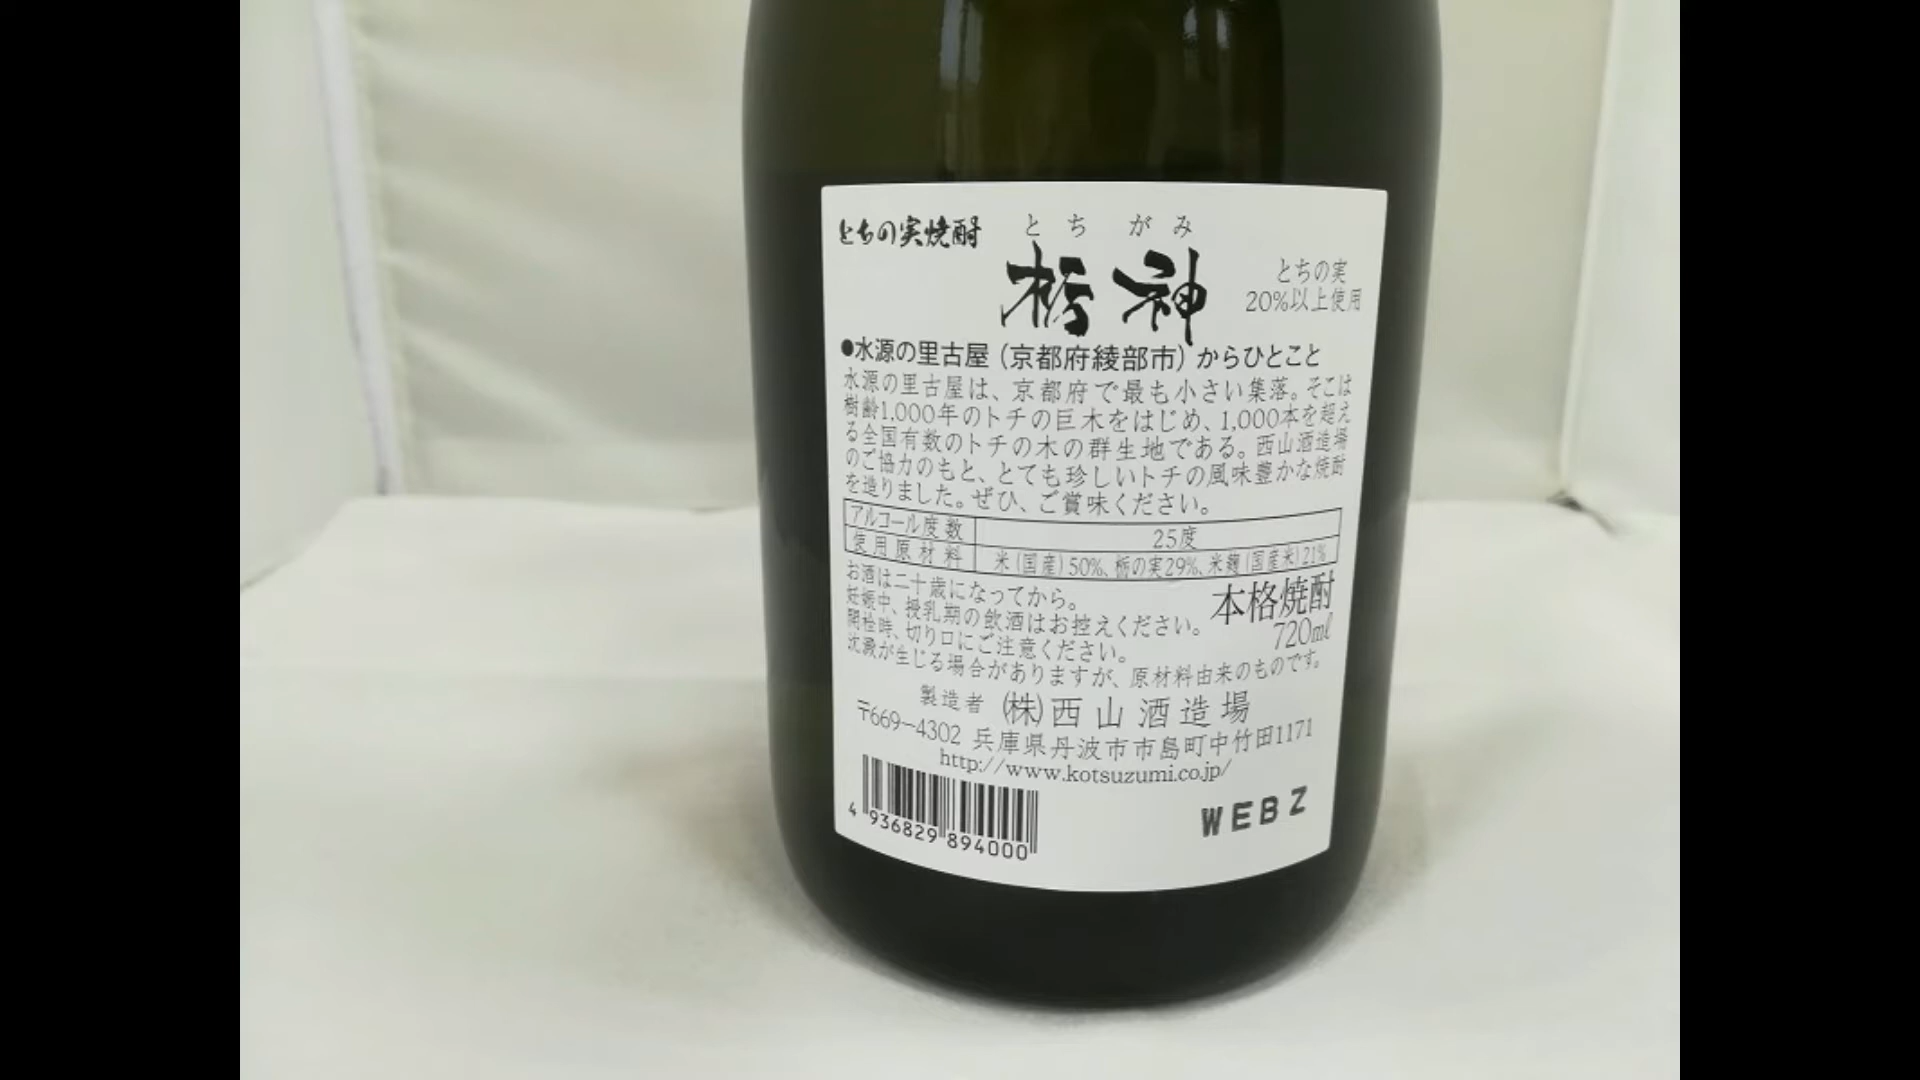 とちの実焼酎
とちがみ
栃神
とちの実
20%以上使用
●水源の里古屋(京都府綾部市)からひとこと
水源の里古屋は、京都府で最も小さい集落。そこは
樹齢1,000年のトチの巨木をはじめ、1,000本を超え
る全国有数のトチの木の群生地である。西山酒造場
のご協力のもと、とても珍しいトチの風味豊かな焼酎
を造りました。ぜひ、ご賞味ください。
アルコール度数 25度
使用原材料 米(国産)50%、栃の実29%、米麹(国産米)21%
お酒は二十歳になってから。
妊娠中、授乳期の飲酒はお控えください。
開栓時、切り口にご注意ください。
沈澱が生じる場合がありますが、原材料由来のものです。
本格焼酎
720ml
製造者 (株)西山酒造場
〒669-4302 兵庫県丹波市市島町中竹田1171
http://www.kotsuzumi.co.jp/
4 936829 894000
WEBZ